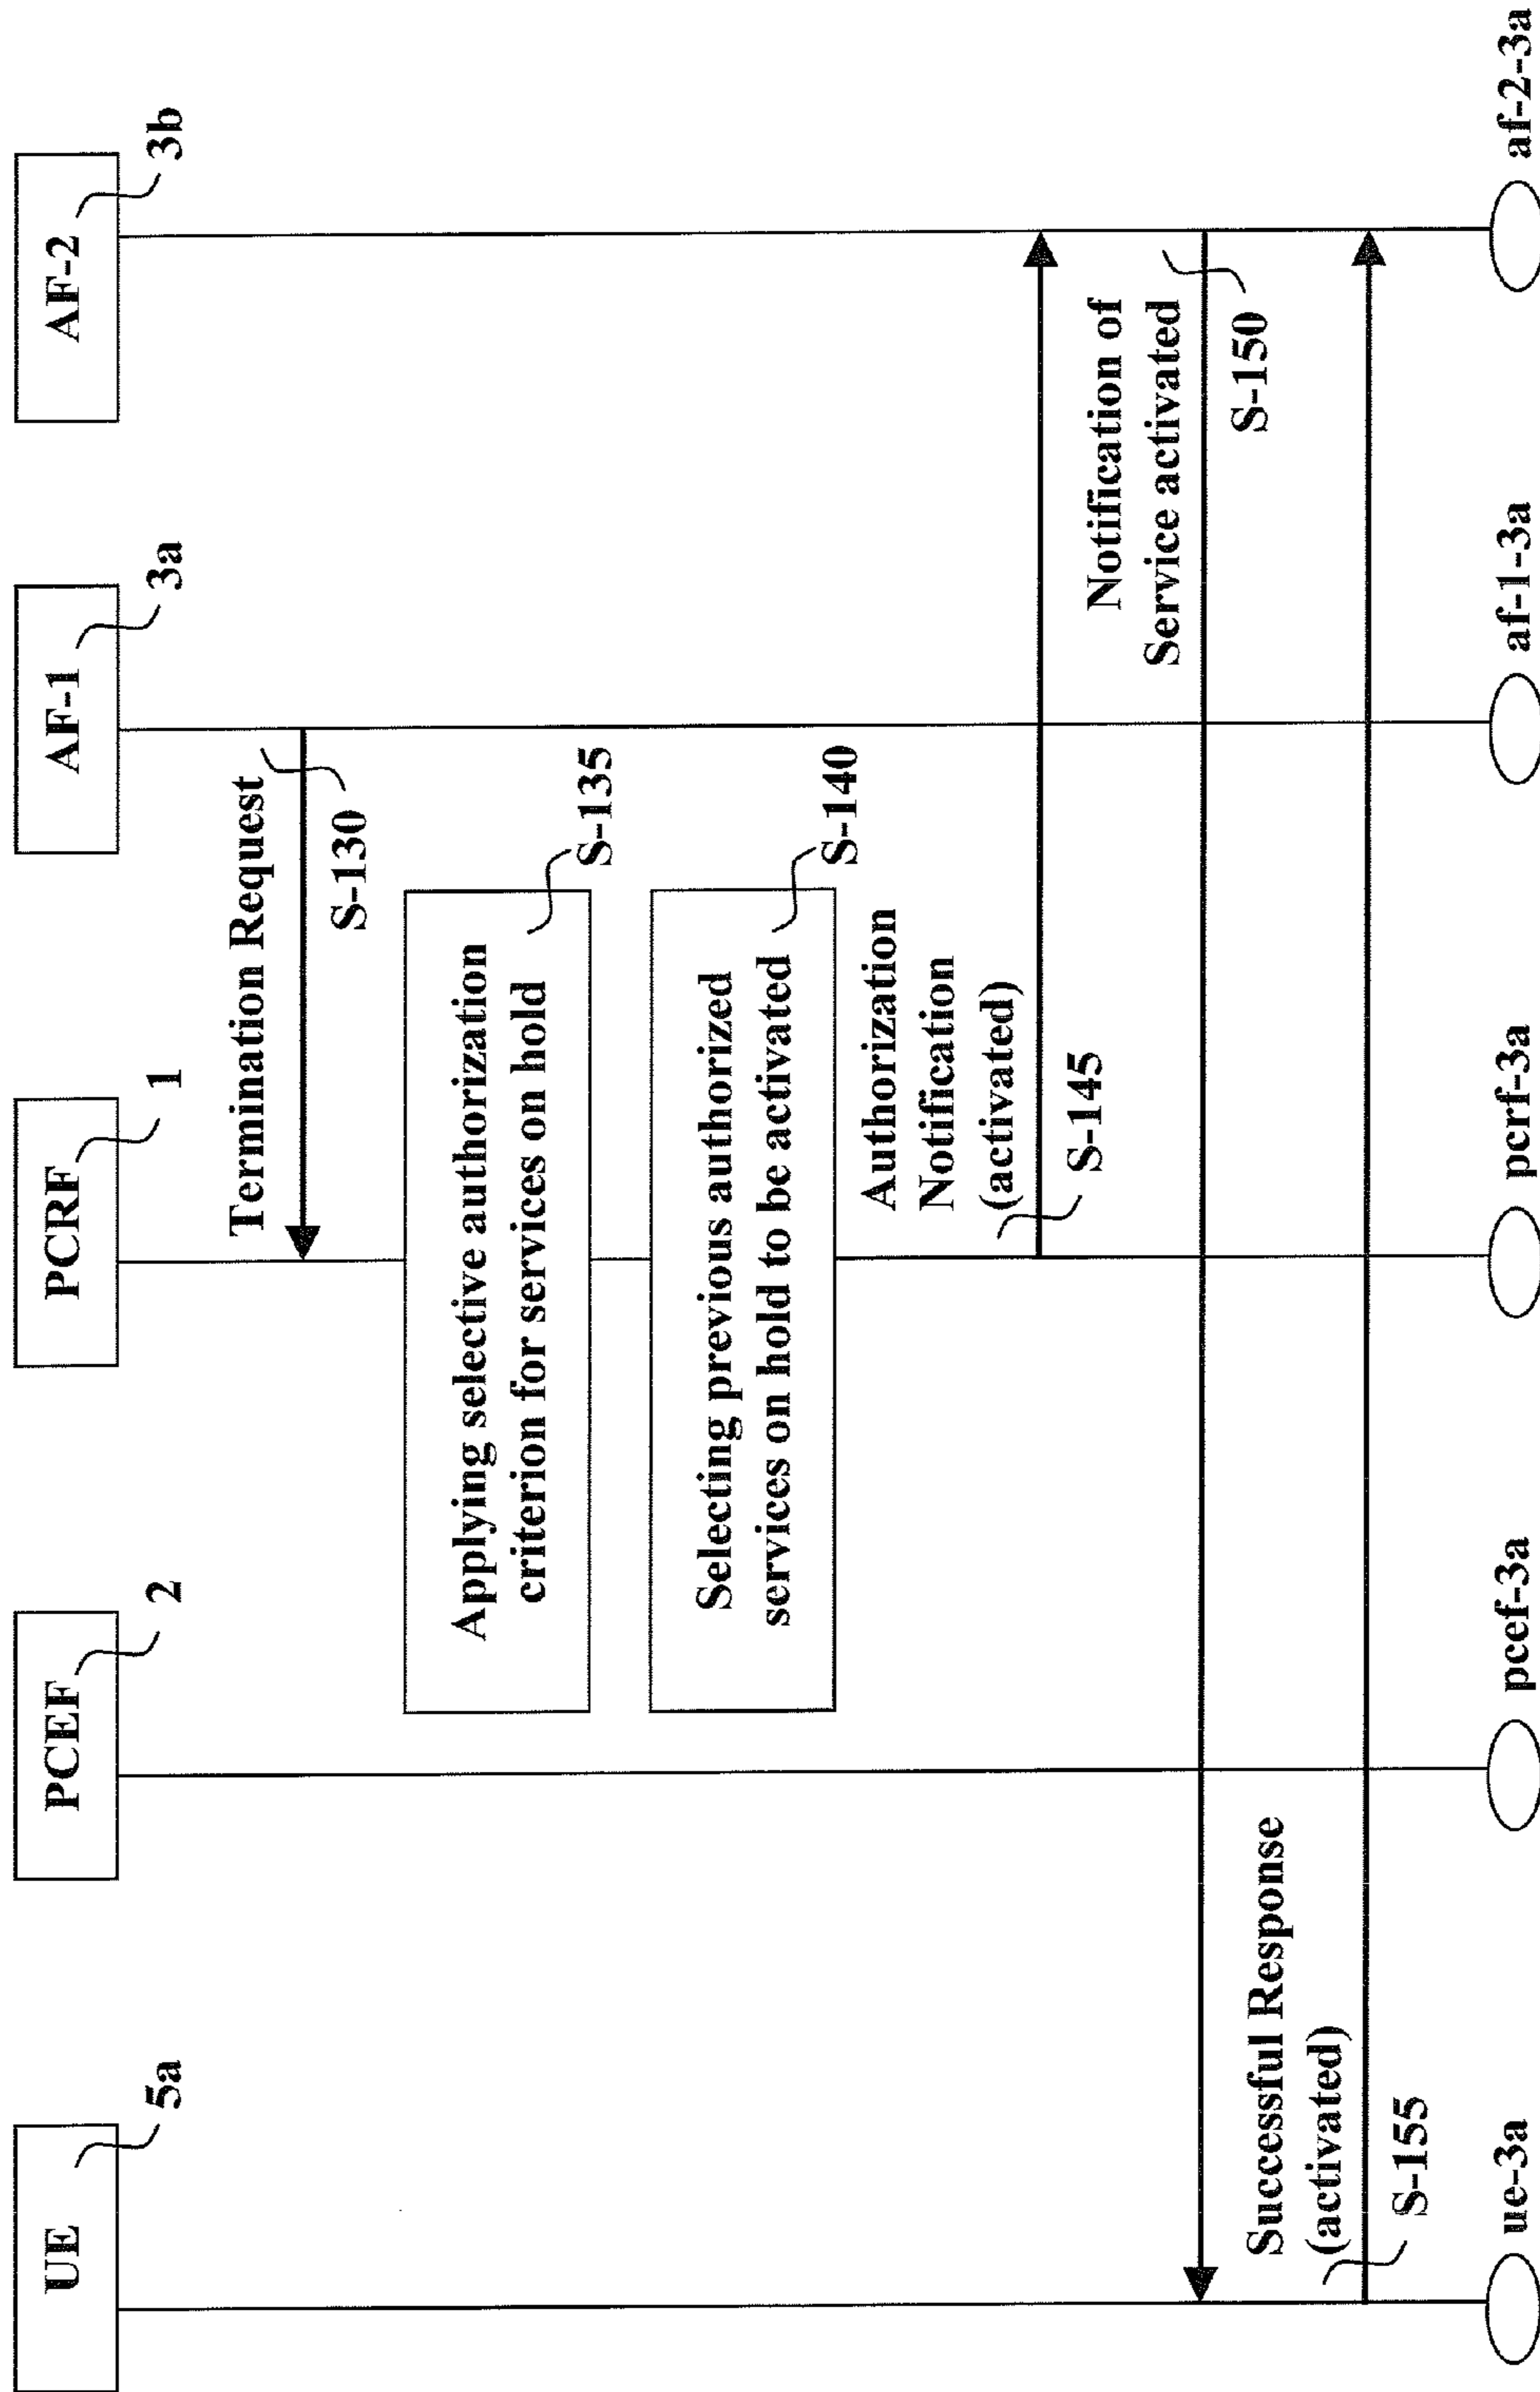 UE
5a
PCEF
2
PCRF
1
AF-1
3a
AF-2
3b
Termination Request
S-130
Applying selective authorization
criterion for services on hold
S-135
Selecting previous authorized
services on hold to be activated
S-140
Authorization
Notification
(activated)
S-145
Notification of
Service activated
S-150
Successful Response
(activated)
S-155
ue-3a
pcef-3a
pcrf-3a
af-1-3a
af-2-3a